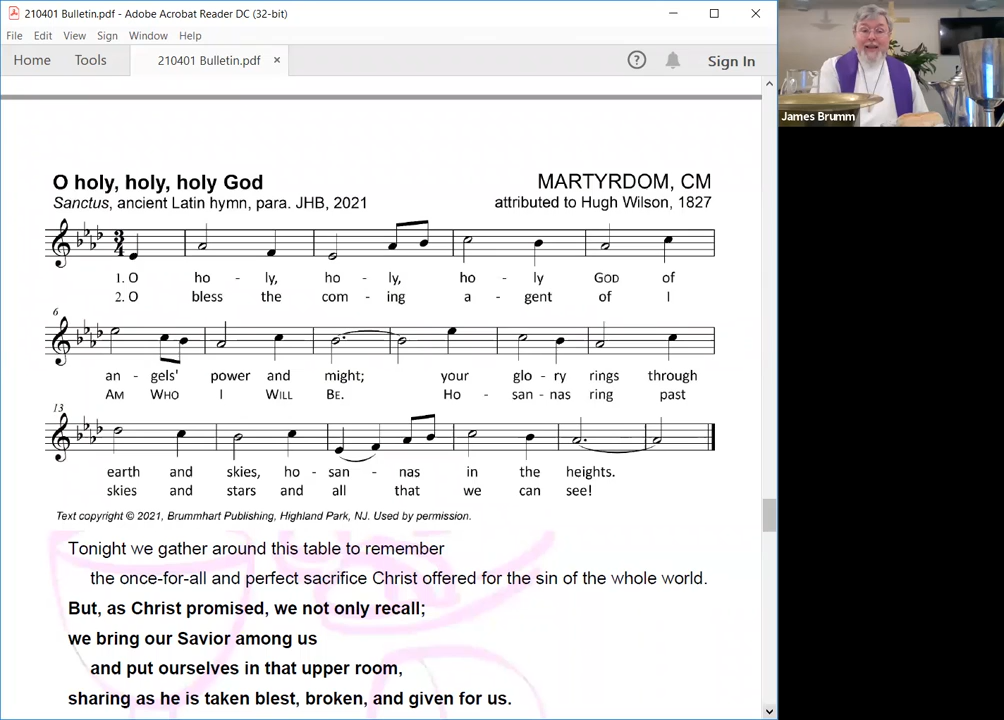 210401 Bulletin.pdf - Adobe Acrobat Reader DC (32-bit)
File Edit View Sign Window Help
Home Tools 210401 Bulletin.pdf × ? Sign In
James Brumm
O holy, holy, holy God MARTYRDOM, CM
Sanctus, ancient Latin hymn, para. JHB, 2021 attributed to Hugh Wilson, 1827
3
4
1. O ho - ly, ho - ly, ho - ly GOD of
2. O bless the com - ing a - gent of I
6
an - gels' power and might; your glo - ry rings through
AM WHO I WILL BE. Ho - san - nas ring past
13
earth and skies, ho - san - nas in the heights.
skies and stars and all that we can see!
Text copyright © 2021, Brummhart Publishing, Highland Park, NJ. Used by permission.
Tonight we gather around this table to remember
the once-for-all and perfect sacrifice Christ offered for the sin of the whole world.
But, as Christ promised, we not only recall;
we bring our Savior among us
and put ourselves in that upper room,
sharing as he is taken blest, broken, and given for us.